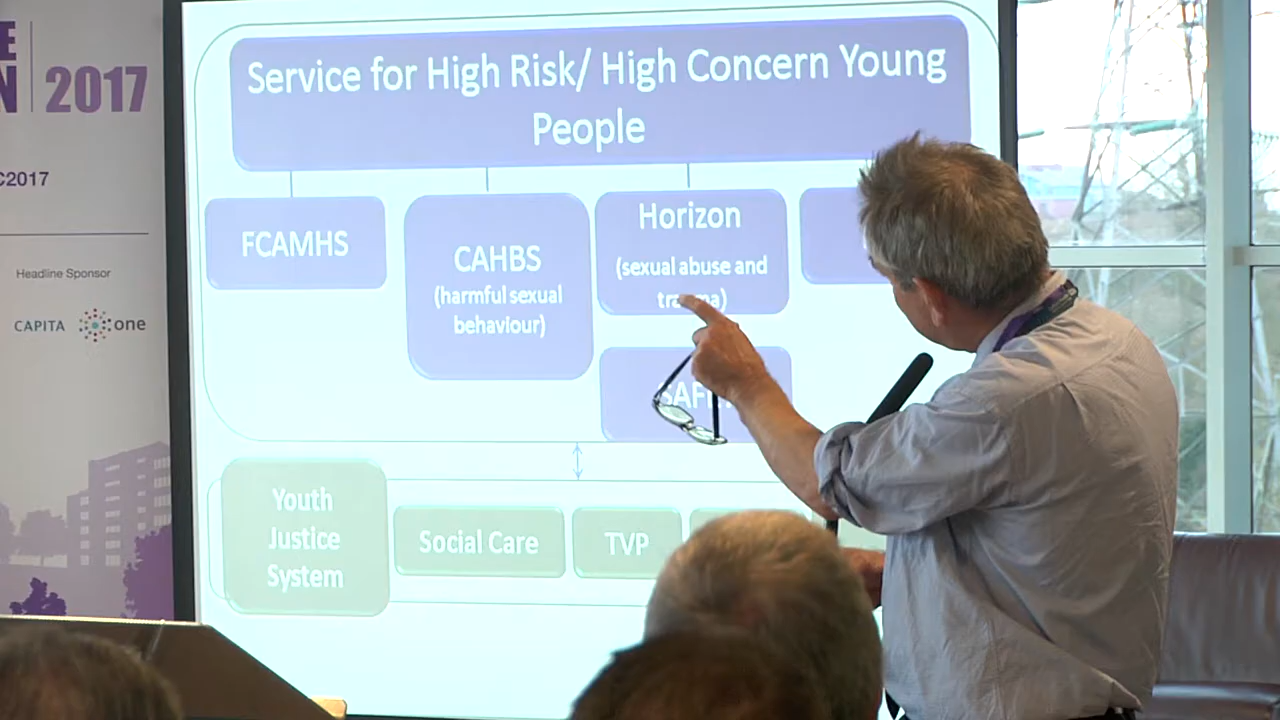 2017
C2017
Headline Sponsor
CAPITA one
Service for High Risk/ High Concern Young
People
FCAMHS
CAHBS
(harmful sexual
behaviour)
Horizon
(sexual abuse and
trauma)
Youth
Justice
System
Social Care
TVP